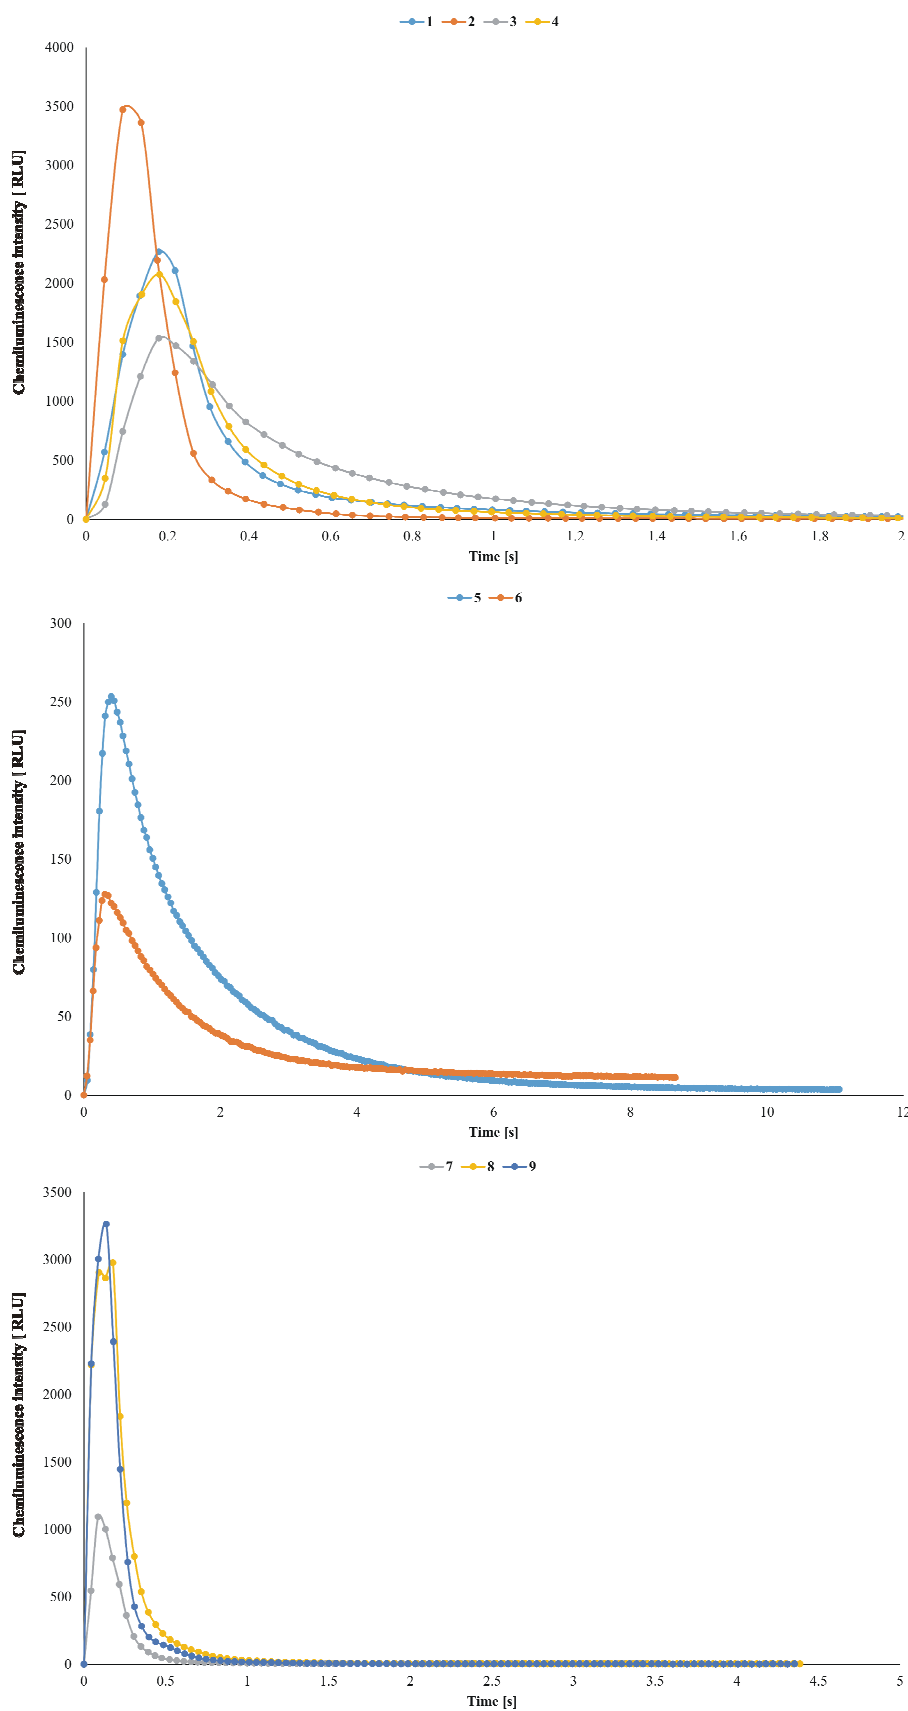 1 2 3 4
4000
3500
3000
2500
2000
1500
1000
500
0
Chemiluminescence intensity [ RLU]
0 0.2 0.4 0.6 0.8 1 1.2 1.4 1.6 1.8 2
Time [s]
5 6
300
250
200
150
100
50
0
Chemiluminescence intensity [ RLU]
0 2 4 6 8 10 12
Time [s]
7 8 9
3500
3000
2500
2000
1500
1000
500
0
Chemiluminescence intensity [ RLU]
0 0.5 1 1.5 2 2.5 3 3.5 4 4.5 5
Time [s]